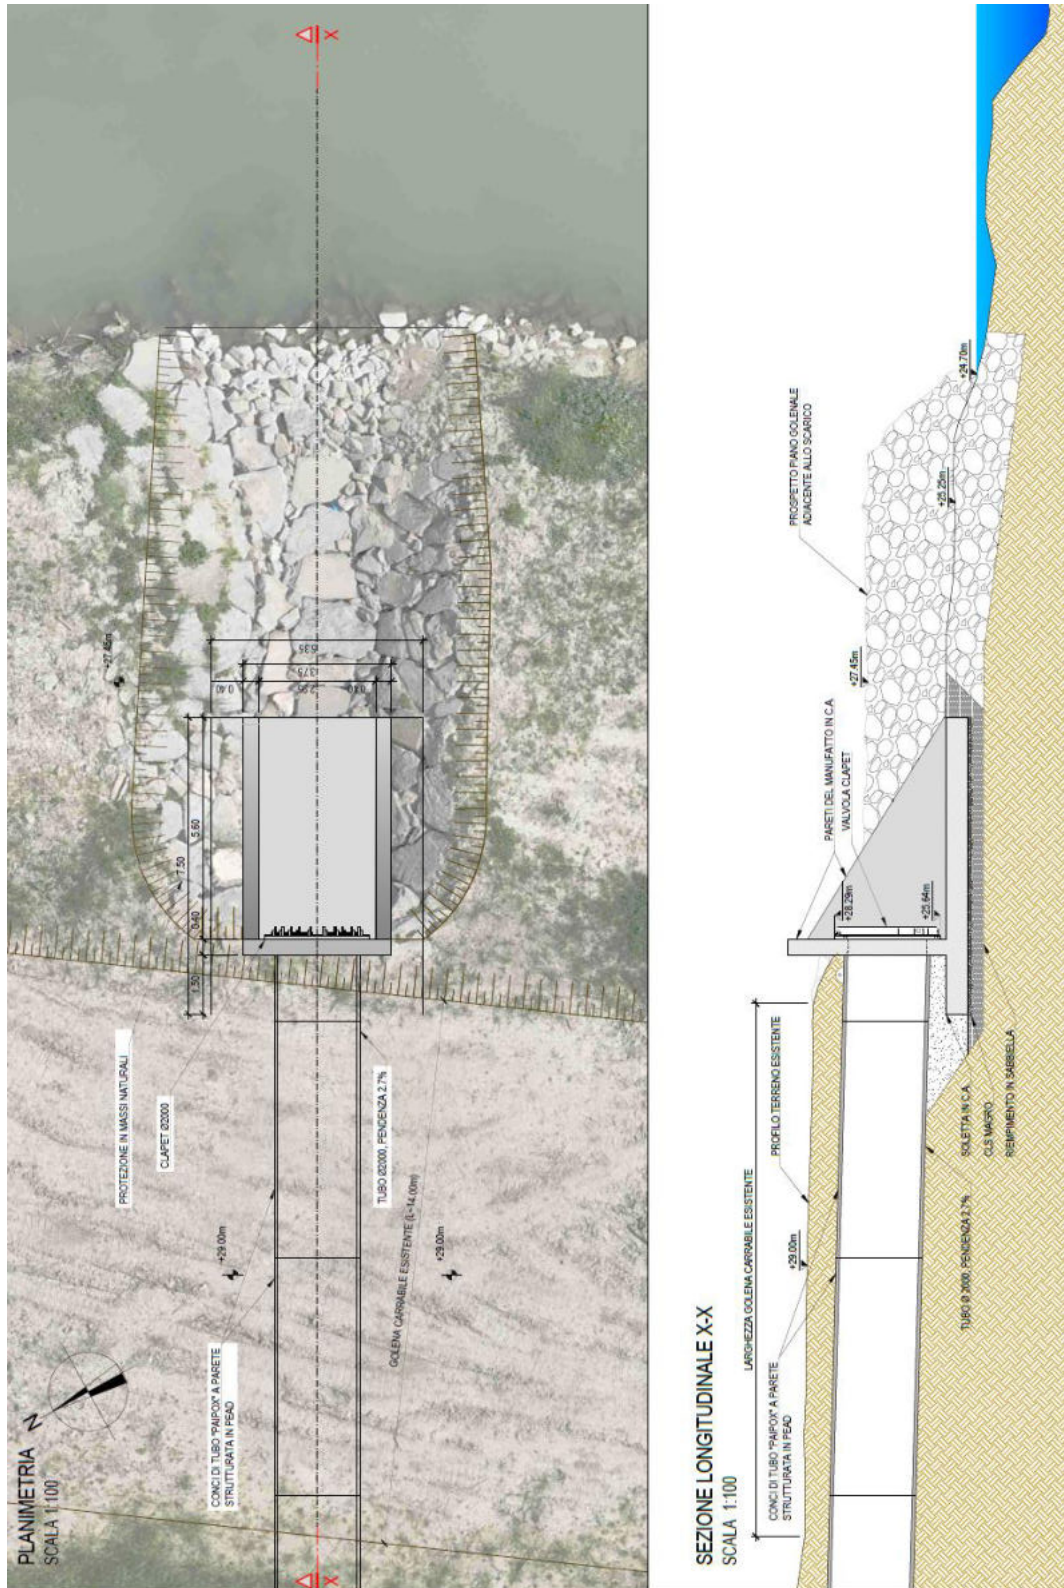 PLANIMETRIA
SCALA 1:100
N
X
X
CONCI DI TUBO "PAIPOX" A PARETE
STRUTTURATA IN PEAD
PROTEZIONE IN MASSI NATURALI
CLAPET Ø2000
+29.00m
+29.00m
TUBO Ø2000, PENDENZA 2.7%
GOLENA CARRABILE ESISTENTE (L=14.00m)
1.50
0.40
5.60
7.50
+27.45m
0.40
0.40
3.75
SEZIONE LONGITUDINALE X-X
SCALA 1:100
LARGHEZZA GOLENA CARRABILE ESISTENTE
CONCI DI TUBO "PAIPOX" A PARETE
STRUTTURATA IN PEAD
+29.00m
PROFILO TERRENO ESISTENTE
PARETI DEL MANUFATTO IN C.A.
VALVOLA CLAPET
+28.29m
+25.64m
+27.45m
PROSPETTO PIANO GOLENALE
ADIACENTE ALLO SCARICO
+25.25m
+24.70m
TUBO Ø 2000, PENDENZA 2.7%
SOLETTA IN C.A.
CLS MAGRO
RIEMPIMENTO IN SABBIELLA